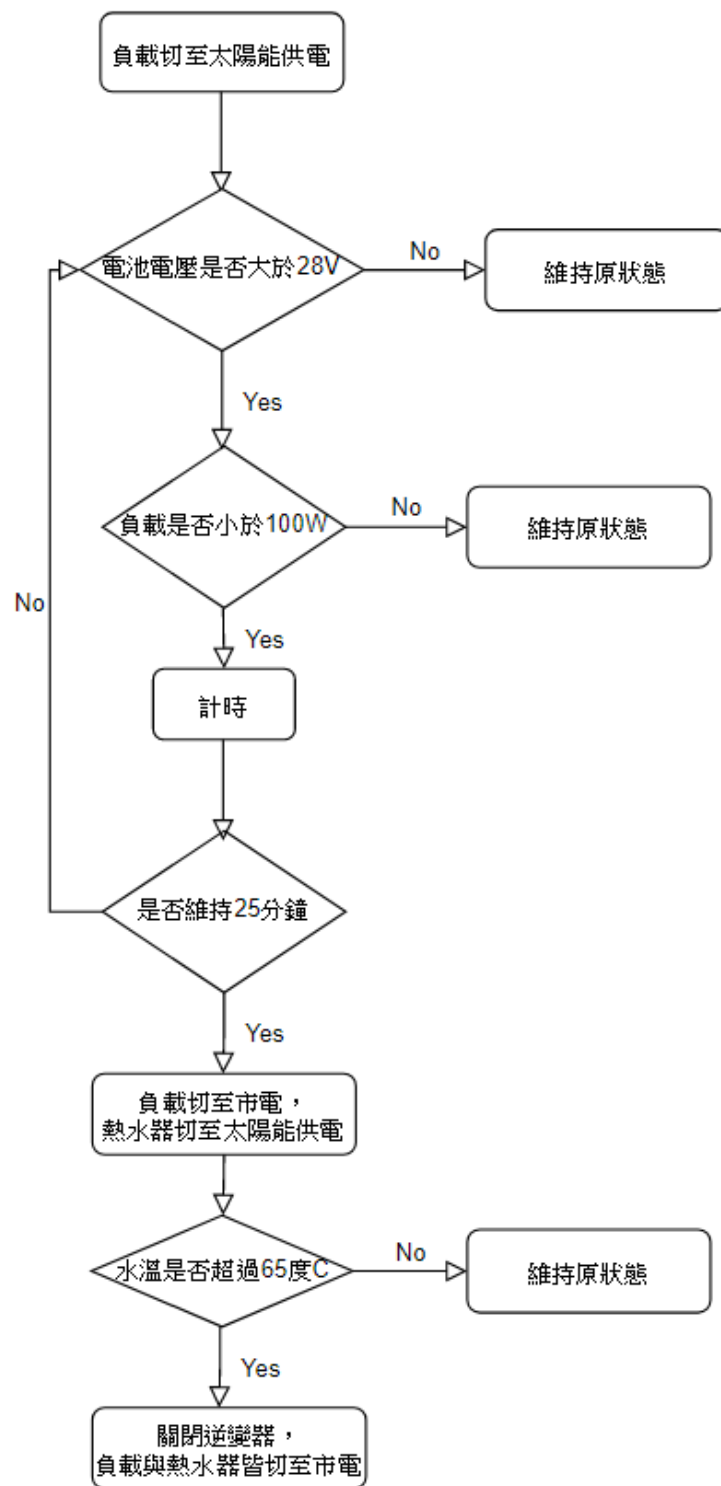 負載切至太陽能供電
電池電壓是否大於28V
No
維持原狀態
Yes
負載是否小於100W
No
維持原狀態
No
Yes
計時
是否維持25分鐘
Yes
負載切至市電，
熱水器切至太陽能供電
水溫是否超過65度C
No
維持原狀態
Yes
關閉逆變器，
負載與熱水器皆切至市電